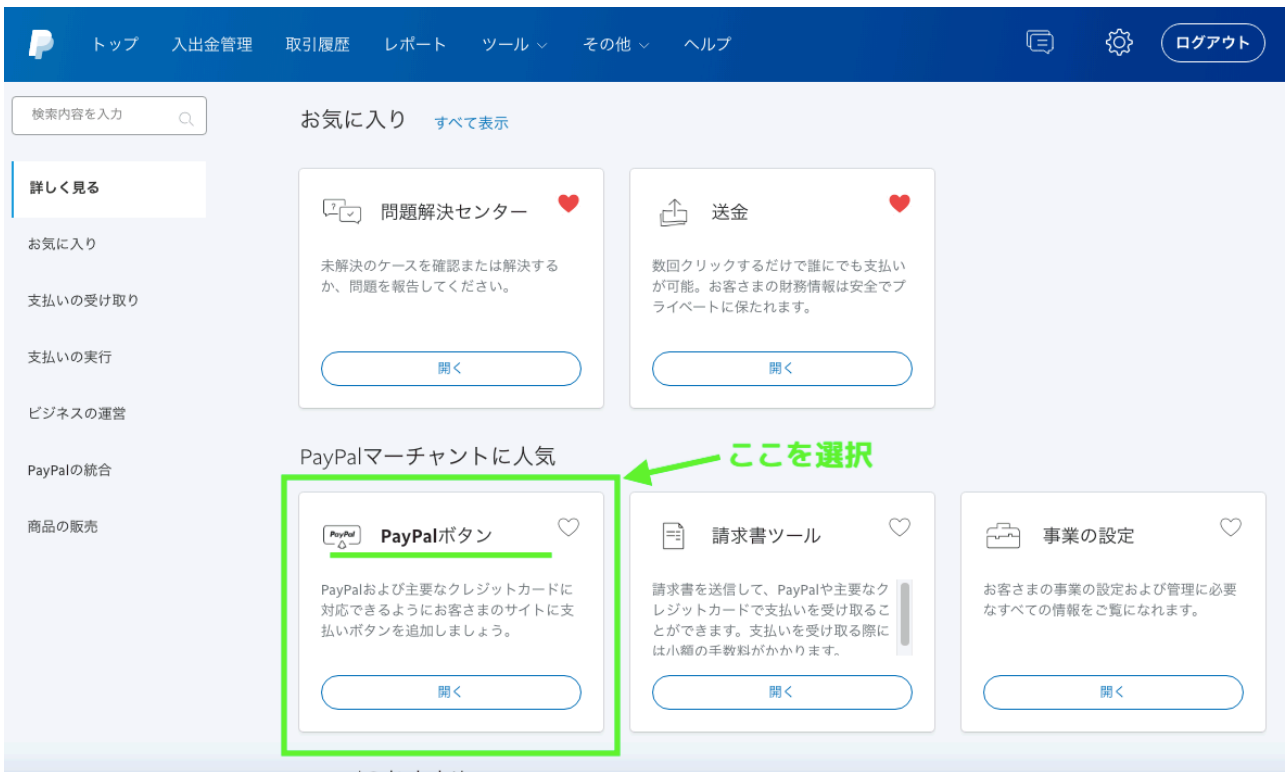 トップ 入出金管理 取引履歴 レポート ツール その他 ヘルプ ログアウト
検索内容を入力
詳しく見る
お気に入り
支払いの受け取り
支払いの実行
ビジネスの運営
PayPalの統合
商品の販売
お気に入り すべて表示
問題解決センター
未解決のケースを確認または解決する
か、問題を報告してください。
開く
送金
数回クリックするだけで誰にでも支払い
が可能。お客さまの財務情報は安全でプ
ライベートに保たれます。
開く
PayPalマーチャントに人気
ここを選択
PayPal
PayPalボタン
PayPalおよび主要なクレジットカードに
対応できるようにお客さまのサイトに支
払いボタンを追加しましょう。
開く
請求書ツール
請求書を送信して、PayPalや主要なク
レジットカードで支払いを受け取るこ
とができます。支払いを受け取る際に
は小額の手数料がかかります。
開く
事業の設定
お客さまの事業の設定および管理に必要
なすべての情報をご覧になれます。
開く